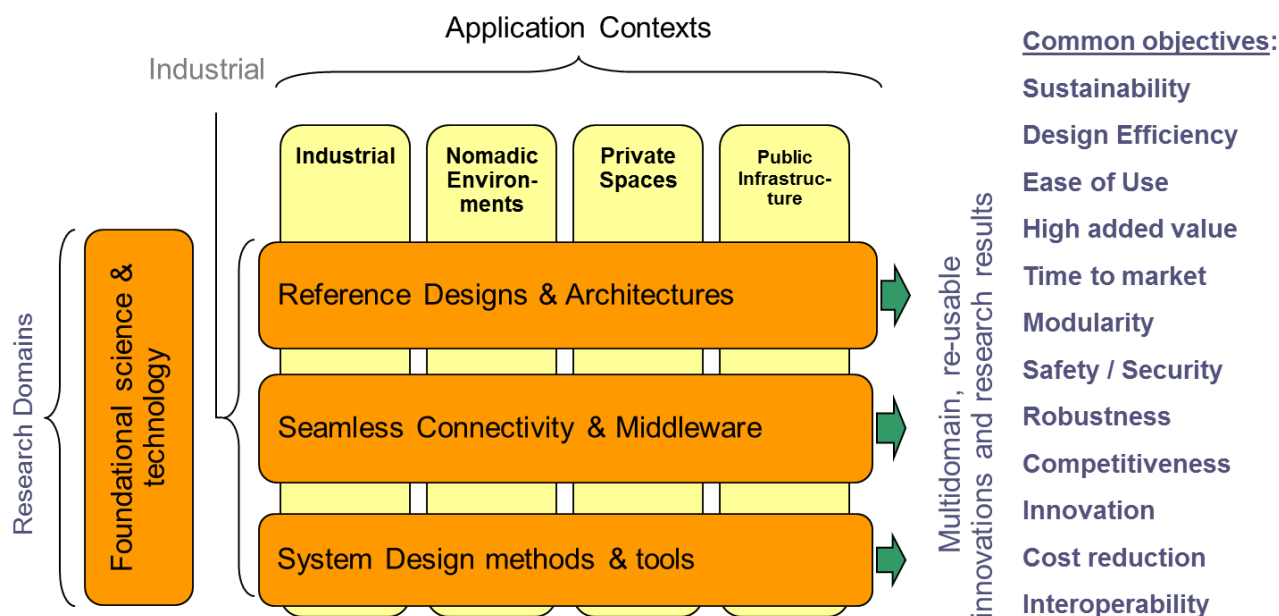 Application Contexts
Industrial
Industrial
Nomadic
Environ-
ments
Private
Spaces
Public
Infrastruc-
ture
Research Domains
Foundational science &
technology
Reference Designs & Architectures
Seamless Connectivity & Middleware
System Design methods & tools
Multidomain, re-usable
innovations and research results
Common objectives:
Sustainability
Design Efficiency
Ease of Use
High added value
Time to market
Modularity
Safety / Security
Robustness
Competitiveness
Innovation
Cost reduction
Interoperability